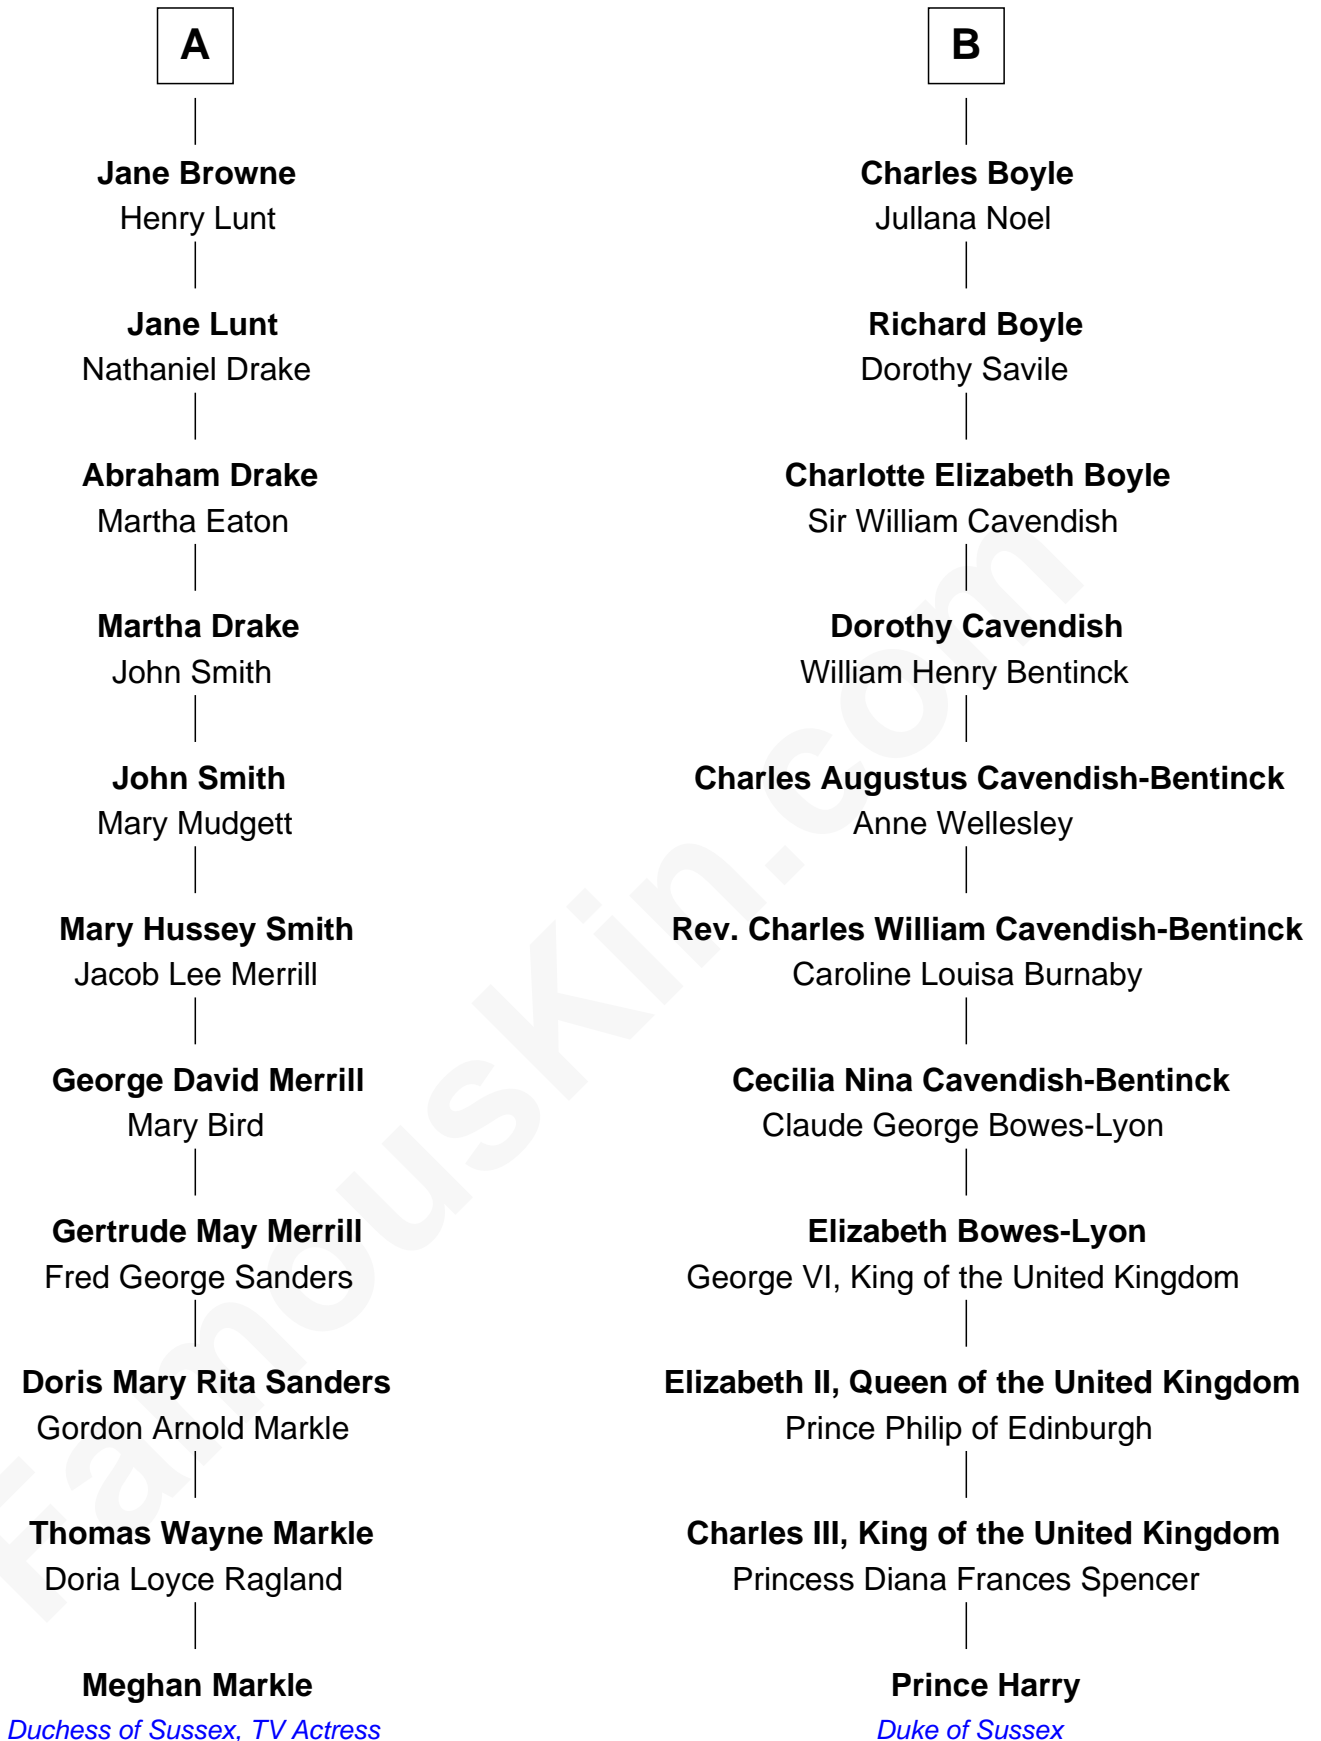 A
Jane Browne
Henry Lunt
Jane Lunt
Nathaniel Drake
Abraham Drake
Martha Eaton
Martha Drake
John Smith
John Smith
Mary Mudgett
Mary Hussey Smith
Jacob Lee Merrill
George David Merrill
Mary Bird
Gertrude May Merrill
Fred George Sanders
Doris Mary Rita Sanders
Gordon Arnold Markle
Thomas Wayne Markle
Doria Loyce Ragland
Meghan Markle
Duchess of Sussex, TV Actress
B
Charles Boyle
Jullana Noel
Richard Boyle
Dorothy Savile
Charlotte Elizabeth Boyle
Sir William Cavendish
Dorothy Cavendish
William Henry Bentinck
Charles Augustus Cavendish-Bentinck
Anne Wellesley
Rev. Charles William Cavendish-Bentinck
Caroline Louisa Burnaby
Cecilia Nina Cavendish-Bentinck
Claude George Bowes-Lyon
Elizabeth Bowes-Lyon
George VI, King of the United Kingdom
Elizabeth II, Queen of the United Kingdom
Prince Philip of Edinburgh
Charles III, King of the United Kingdom
Princess Diana Frances Spencer
Prince Harry
Duke of Sussex
FamousKin.com